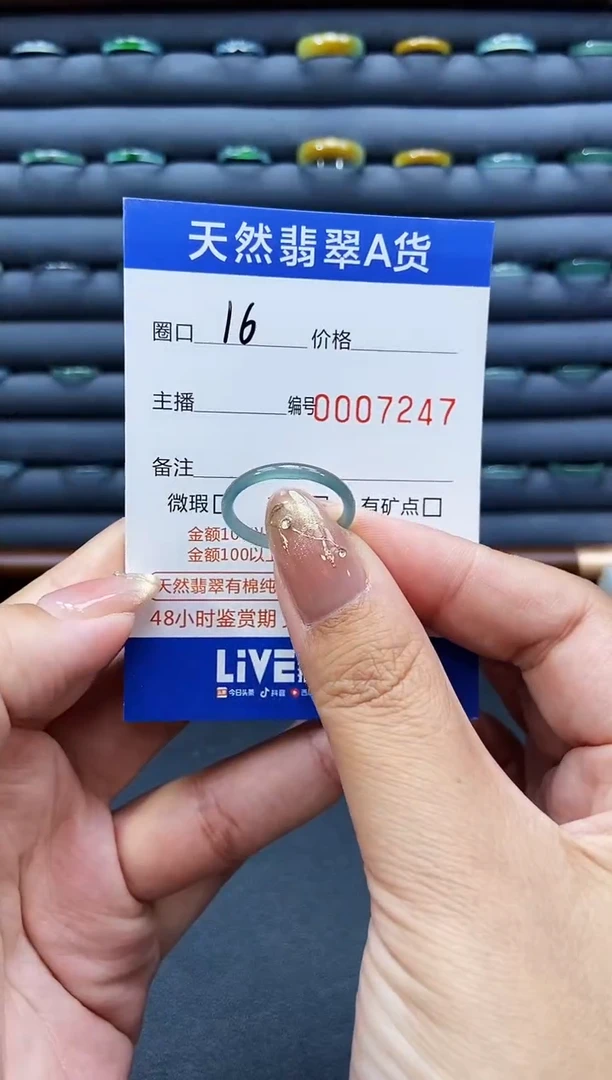 天然翡翠A货
圈口 16 价格
主播 编号0007247
备注
微瑕 有矿点
金额10
金额100以
天然翡翠有棉纯
48小时鉴赏期
LiVE
今日头条 抖音 西